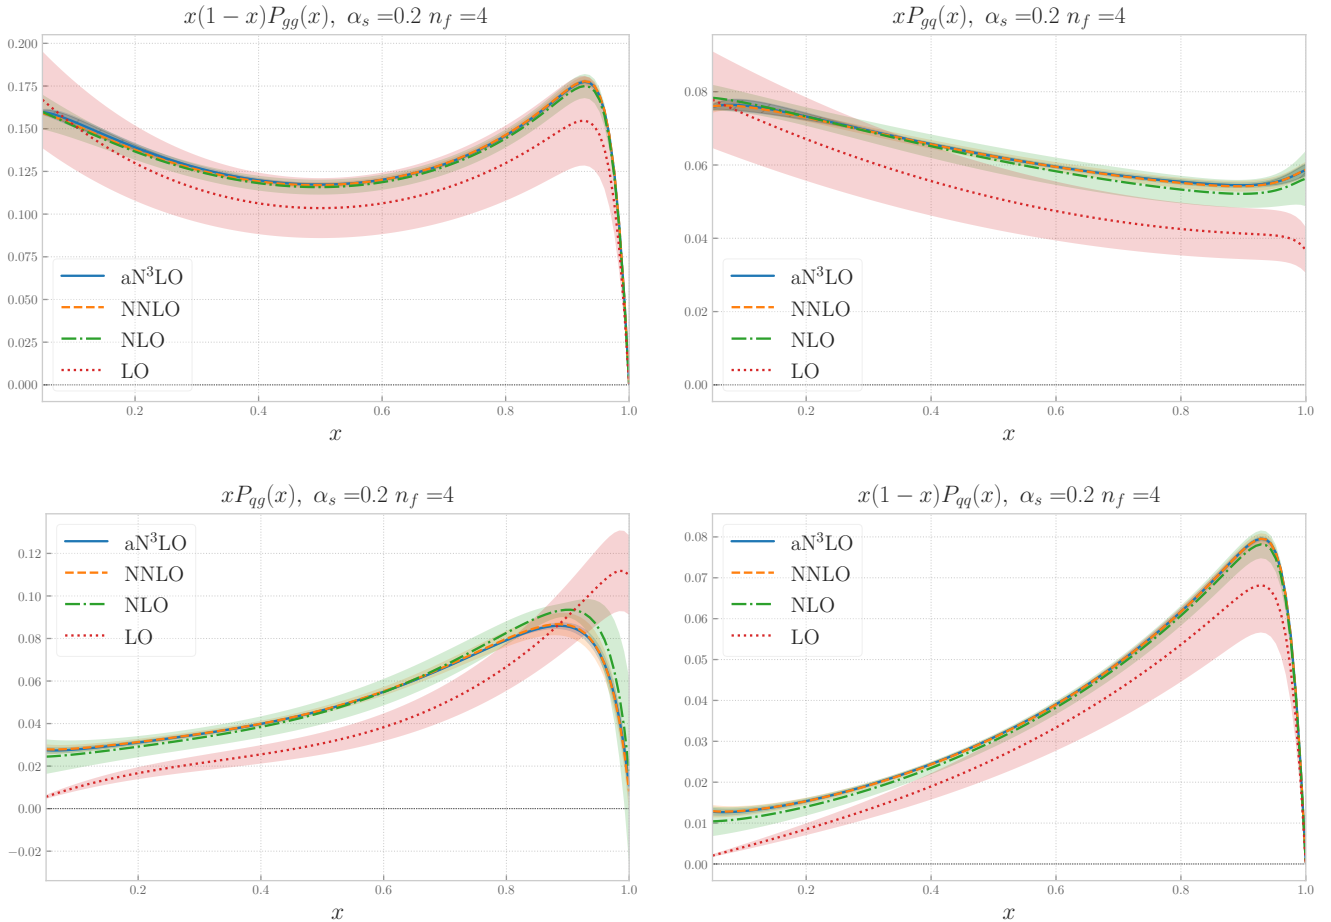 x(1 − x)P_gg(x), α_s =0.2 n_f =4
0.200
0.175
0.150
0.125
0.100
0.075
0.050
0.025
0.000
aN³LO
NNLO
NLO
LO
0.2 0.4 0.6 0.8 1.0
x
xP_gq(x), α_s =0.2 n_f =4
0.08
0.06
0.04
0.02
0.00
aN³LO
NNLO
NLO
LO
0.2 0.4 0.6 0.8 1.0
x
xP_qg(x), α_s =0.2 n_f =4
0.12
0.10
0.08
0.06
0.04
0.02
0.00
−0.02
aN³LO
NNLO
NLO
LO
0.2 0.4 0.6 0.8 1.0
x
x(1 − x)P_qq(x), α_s =0.2 n_f =4
0.08
0.07
0.06
0.05
0.04
0.03
0.02
0.01
0.00
aN³LO
NNLO
NLO
LO
0.2 0.4 0.6 0.8 1.0
x